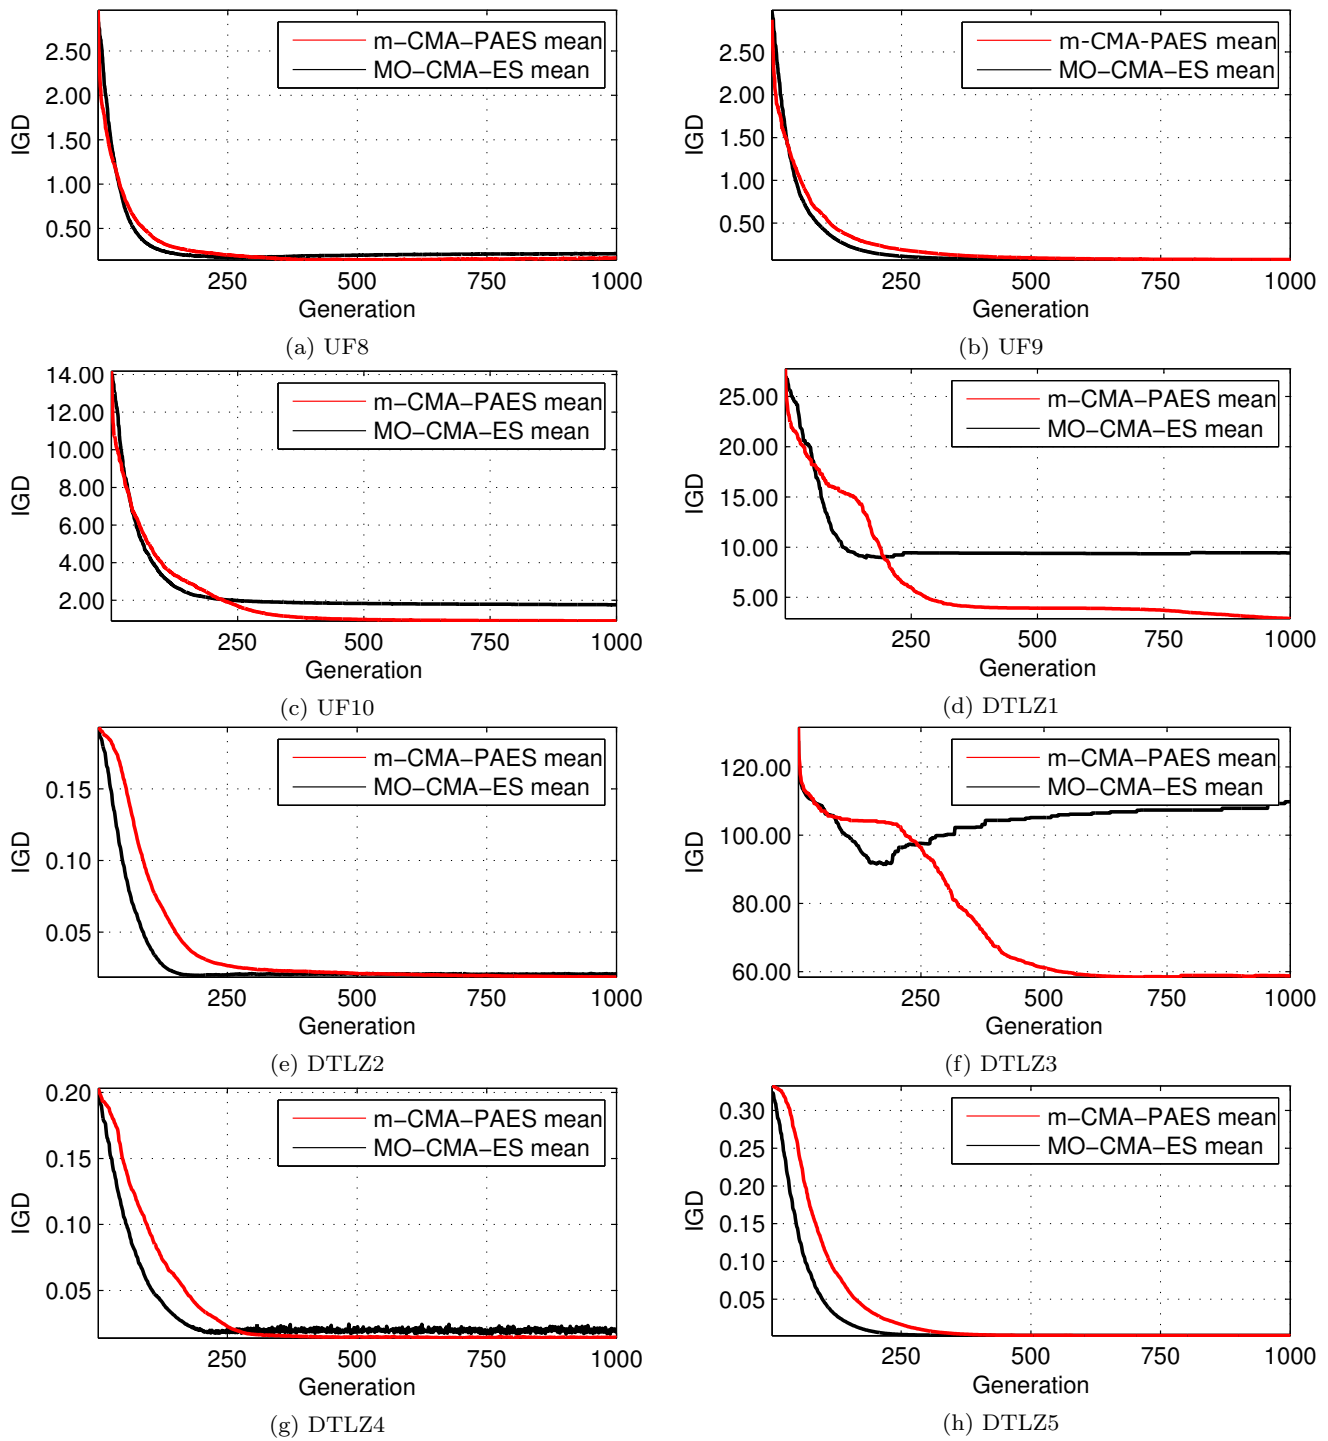 2.50
2.00
1.50
1.00
0.50
IGD
m−CMA−PAES mean
MO−CMA−ES mean
250 500 750 1000
Generation
(a) UF8
2.50
2.00
1.50
1.00
0.50
IGD
m-CMA-PAES mean
MO−CMA−ES mean
250 500 750 1000
Generation
(b) UF9
14.00
12.00
10.00
8.00
6.00
4.00
2.00
IGD
m−CMA−PAES mean
MO−CMA−ES mean
250 500 750 1000
Generation
(c) UF10
25.00
20.00
15.00
10.00
5.00
IGD
m−CMA−PAES mean
MO−CMA−ES mean
250 500 750 1000
Generation
(d) DTLZ1
0.15
0.10
0.05
IGD
m−CMA−PAES mean
MO−CMA−ES mean
250 500 750 1000
Generation
(e) DTLZ2
120.00
100.00
80.00
60.00
IGD
m−CMA−PAES mean
MO−CMA−ES mean
250 500 750 1000
Generation
(f) DTLZ3
0.20
0.15
0.10
0.05
IGD
m−CMA−PAES mean
MO−CMA−ES mean
250 500 750 1000
Generation
(g) DTLZ4
0.30
0.25
0.20
0.15
0.10
0.05
IGD
m−CMA−PAES mean
MO−CMA−ES mean
250 500 750 1000
Generation
(h) DTLZ5